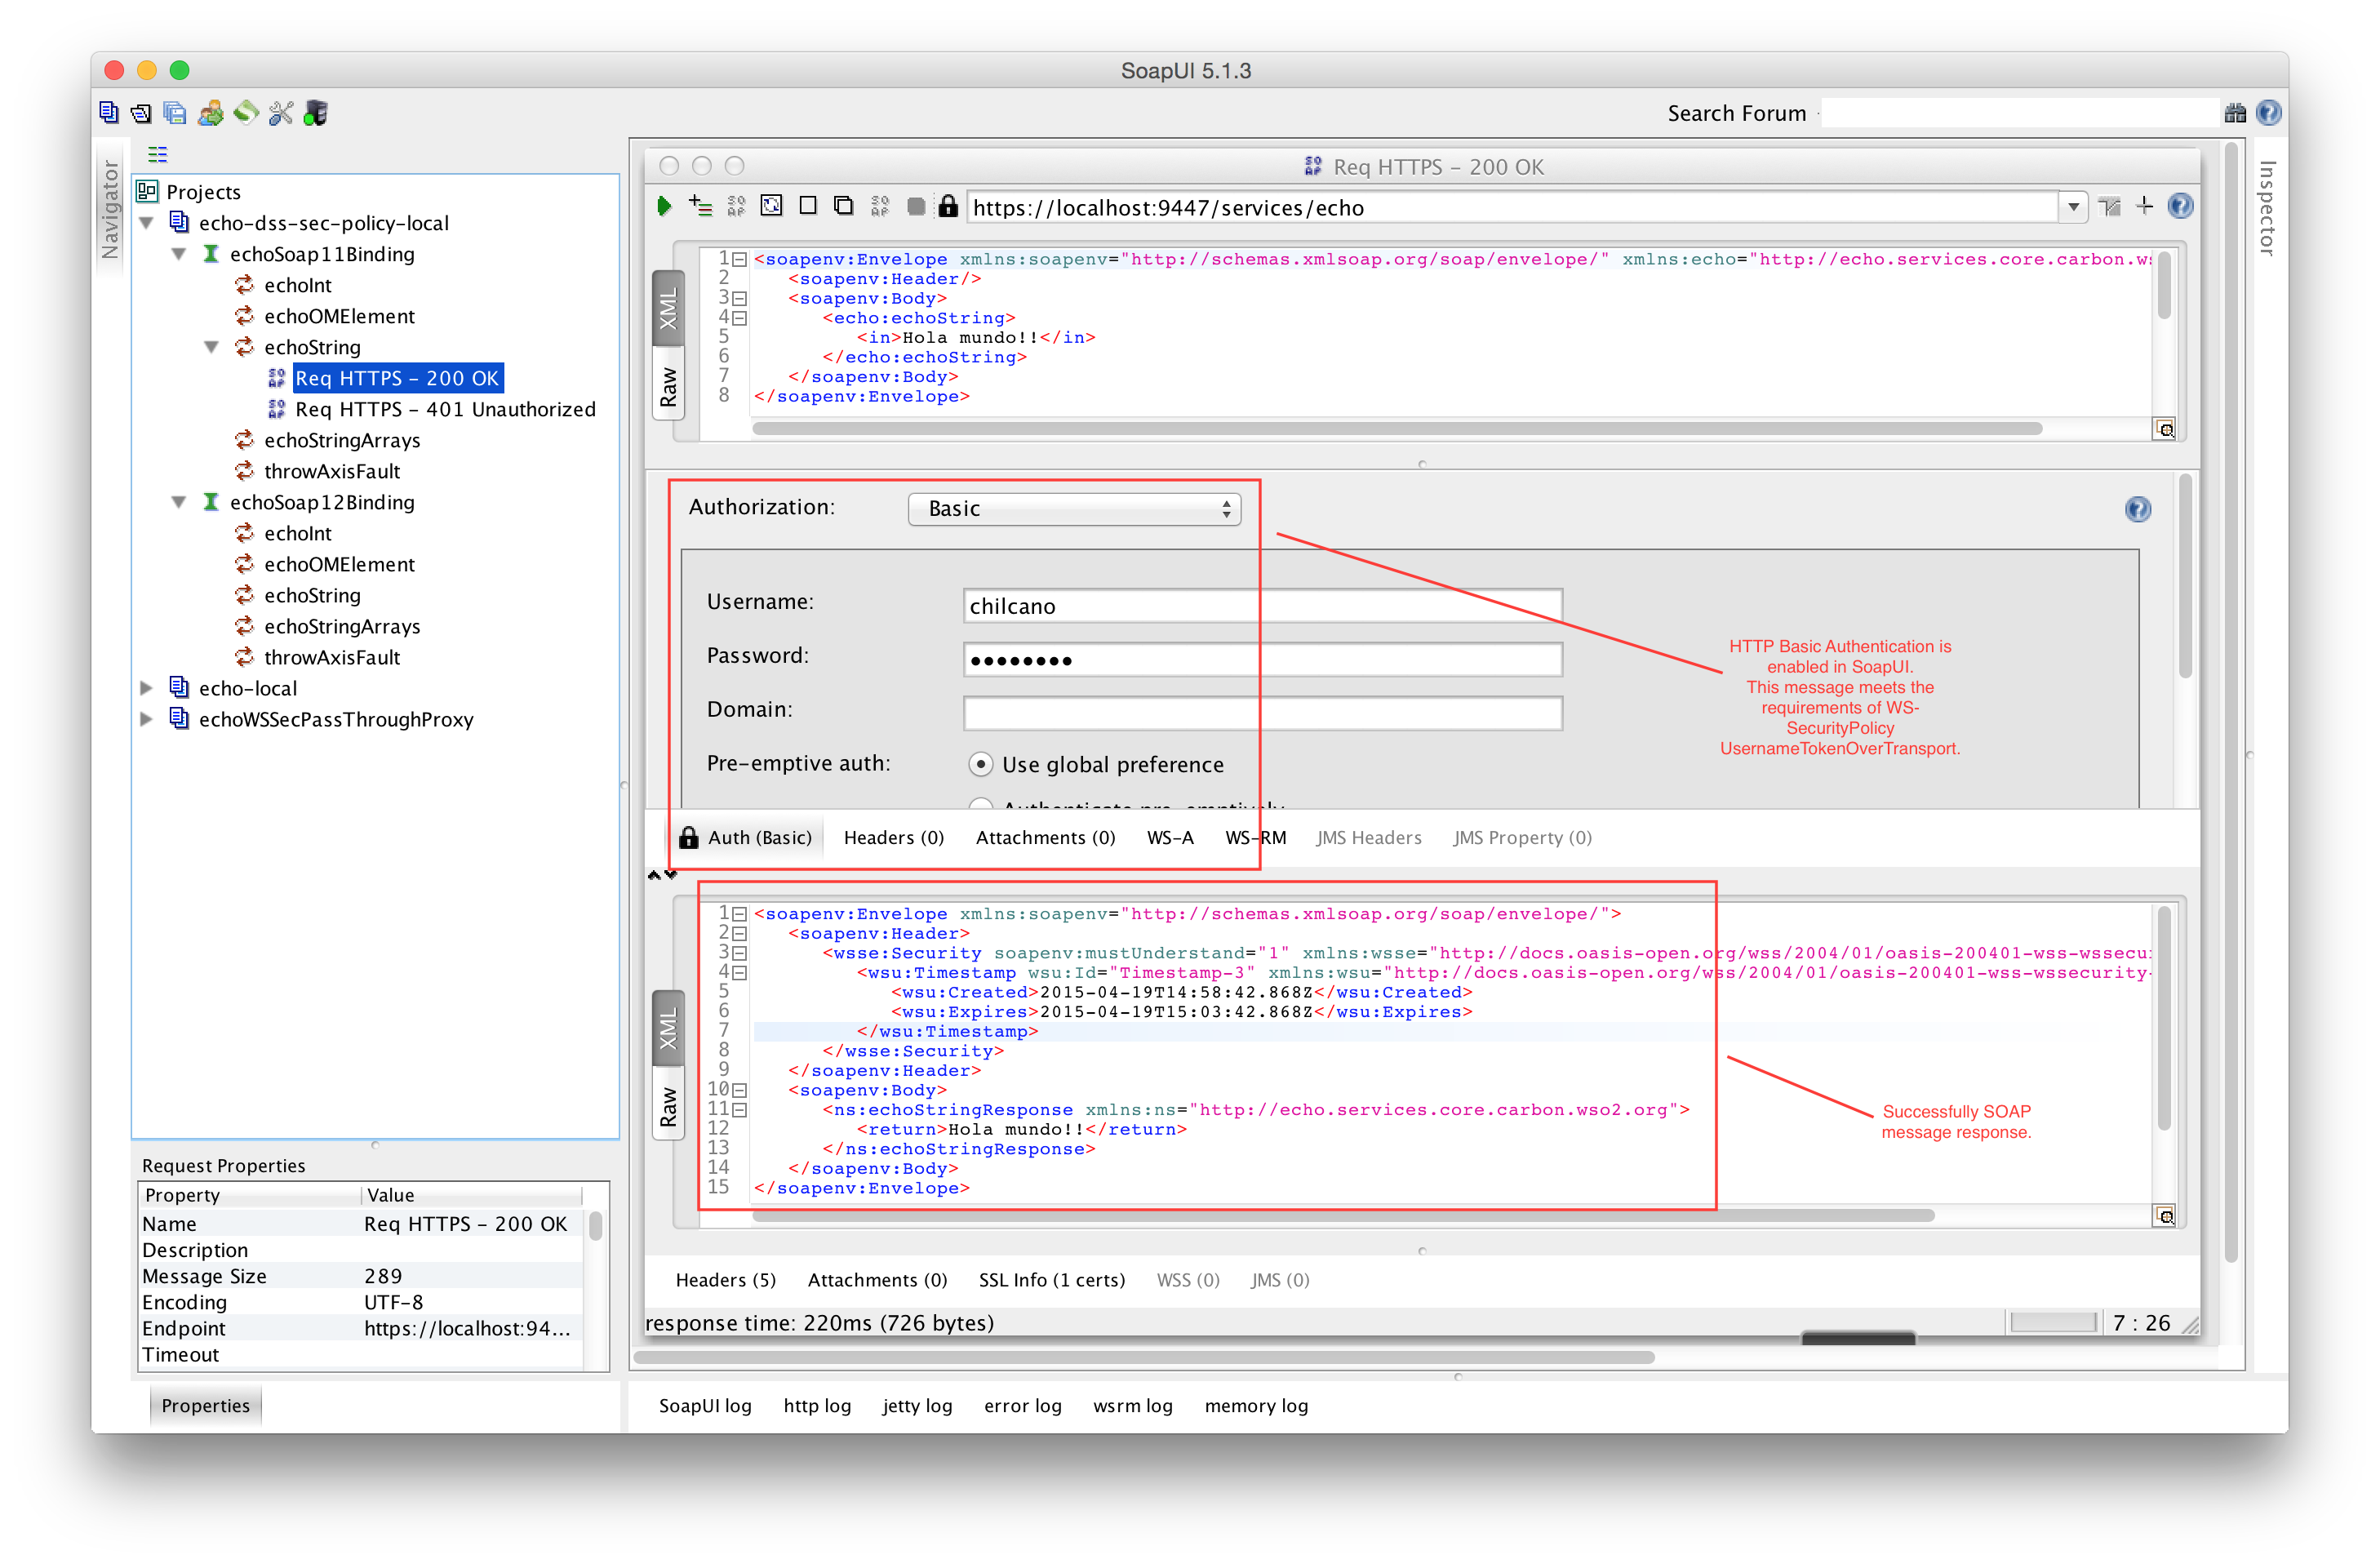 SoapUI 5.1.3
Search Forum
Navigator
Projects
echo-dss-sec-policy-local
echoSoap11Binding
echoInt
echoOMElement
echoString
Req HTTPS – 200 OK
Req HTTPS – 401 Unauthorized
echoStringArrays
throwAxisFault
echoSoap12Binding
echoInt
echoOMElement
echoString
echoStringArrays
throwAxisFault
echo-local
echoWSSecPassThroughProxy
Request Properties
Property Value
Name Req HTTPS – 200 OK
Description
Message Size 289
Encoding UTF-8
Endpoint https://localhost:94...
Timeout
Properties
Req HTTPS – 200 OK
https://localhost:9447/services/echo
XML
Raw
1 <soapenv:Envelope xmlns:soapenv="http://schemas.xmlsoap.org/soap/envelope/" xmlns:echo="http://echo.services.core.carbon.ws
2 <soapenv:Header/>
3 <soapenv:Body>
4 <echo:echoString>
5 <in>Hola mundo!!</in>
6 </echo:echoString>
7 </soapenv:Body>
8 </soapenv:Envelope>
Authorization: Basic
Username: chilcano
Password: ••••••••
Domain:
Pre-emptive auth: Use global preference
Authenticate pre-emptively
HTTP Basic Authentication is
enabled in SoapUI.
This message meets the
requirements of WS-
SecurityPolicy
UsernameTokenOverTransport.
Auth (Basic) Headers (0) Attachments (0) WS-A WS-RM JMS Headers JMS Property (0)
XML
Raw
1 <soapenv:Envelope xmlns:soapenv="http://schemas.xmlsoap.org/soap/envelope/">
2 <soapenv:Header>
3 <wsse:Security soapenv:mustUnderstand="1" xmlns:wsse="http://docs.oasis-open.org/wss/2004/01/oasis-200401-wss-wssecu
4 <wsu:Timestamp wsu:Id="Timestamp-3" xmlns:wsu="http://docs.oasis-open.org/wss/2004/01/oasis-200401-wss-wssecurity-
5 <wsu:Created>2015-04-19T14:58:42.868Z</wsu:Created>
6 <wsu:Expires>2015-04-19T15:03:42.868Z</wsu:Expires>
7 </wsu:Timestamp>
8 </wsse:Security>
9 </soapenv:Header>
10 <soapenv:Body>
11 <ns:echoStringResponse xmlns:ns="http://echo.services.core.carbon.wso2.org">
12 <return>Hola mundo!!</return>
13 </ns:echoStringResponse>
14 </soapenv:Body>
15 </soapenv:Envelope>
Successfully SOAP
message response.
Headers (5) Attachments (0) SSL Info (1 certs) WSS (0) JMS (0)
response time: 220ms (726 bytes)
7 : 26
SoapUI log http log jetty log error log wsrm log memory log
Inspector